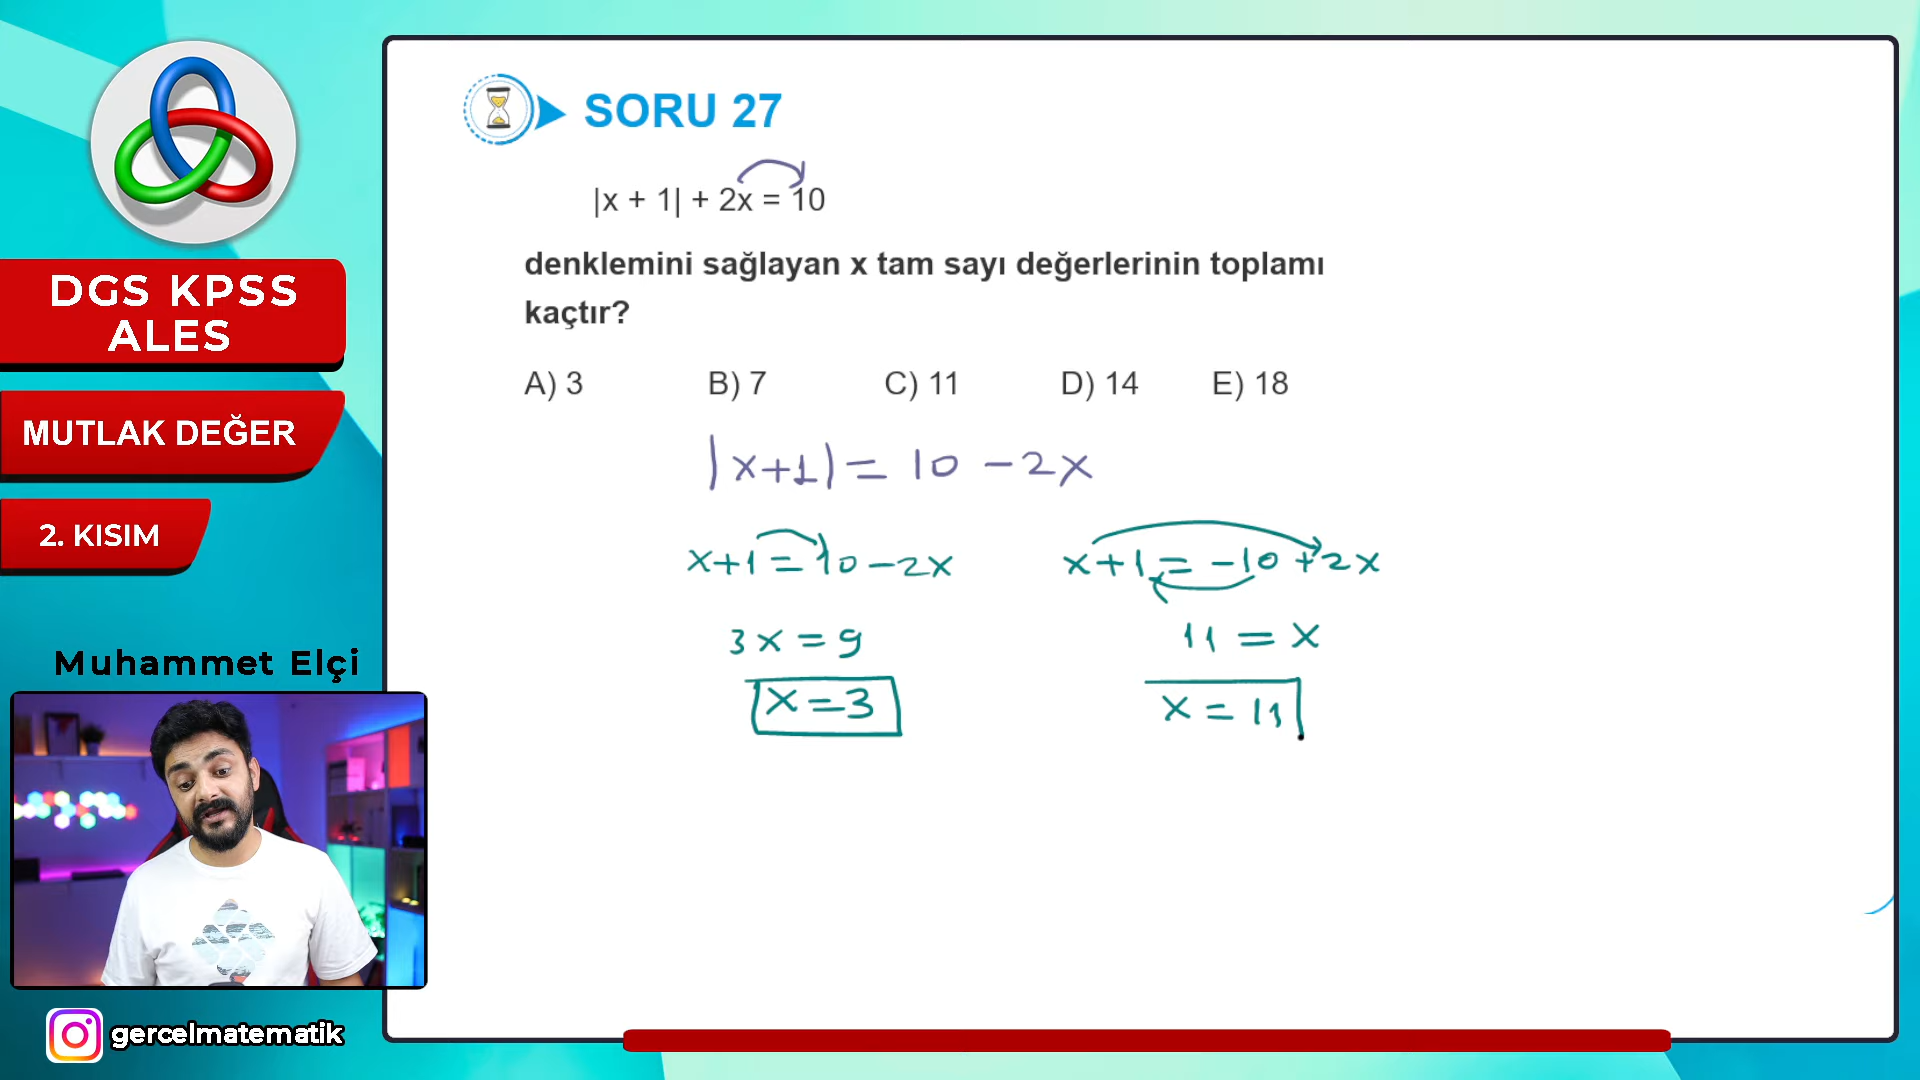 DGS KPSS
ALES
MUTLAK DEĞER
2. KISIM
Muhammet Elçi
gercelmatematik
SORU 27
|x + 1| + 2x = 10
denklemini sağlayan x tam sayı değerlerinin toplamı
kaçtır?
A) 3 B) 7 C) 11 D) 14 E) 18
|x+1| = 10 - 2x
x+1 = 10 - 2x
3x = 9
x = 3
x+1 = -10 + 2x
11 = x
x = 11